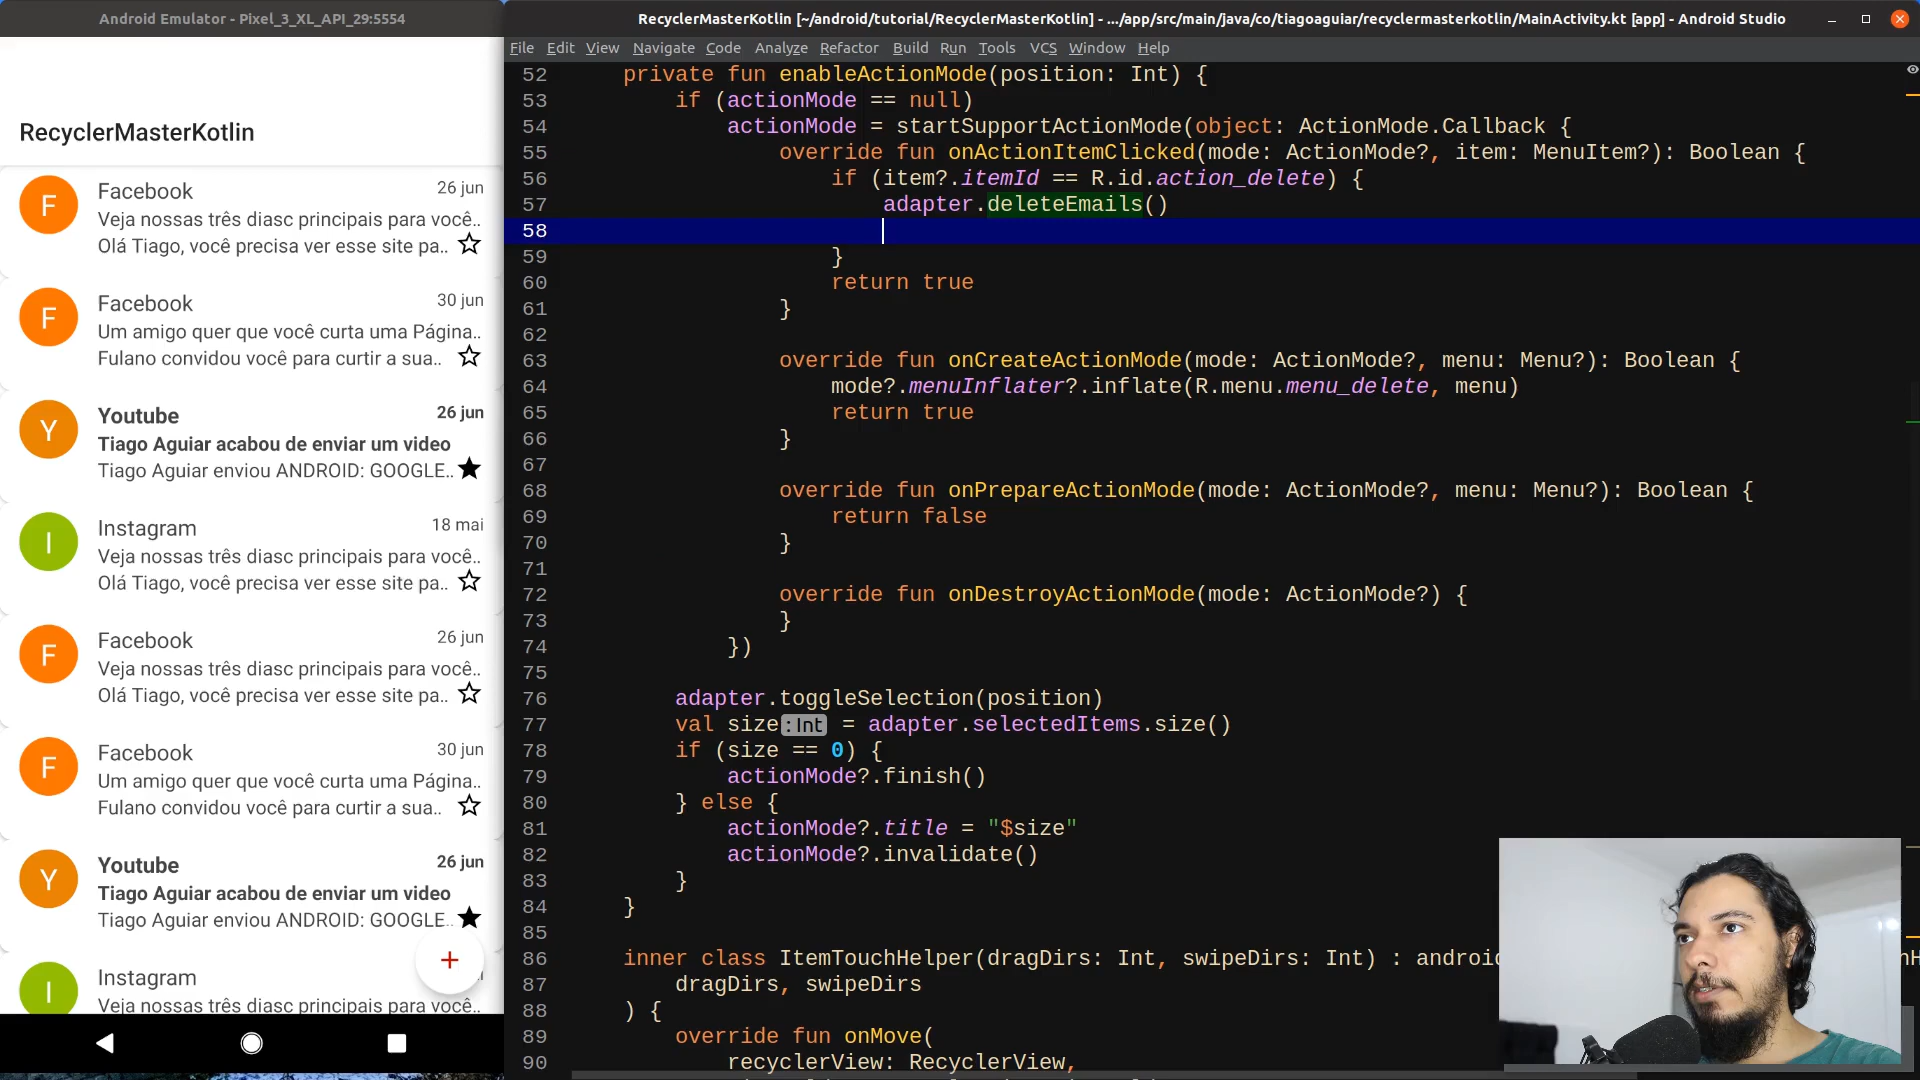 Android Emulator - Pixel_3_XL_API_29:5554
RecyclerMasterKotlin [~/android/tutorial/RecyclerMasterKotlin] - .../app/src/main/java/co/tiagoaguiar/recyclermasterkotlin/MainActivity.kt [app] - Android Studio
File Edit View Navigate Code Analyze Refactor Build Run Tools VCS Window Help
RecyclerMasterKotlin
F
Facebook 26 jun
Veja nossas três diasc principais para você..
Olá Tiago, você precisa ver esse site pa..
F
Facebook 30 jun
Um amigo quer que você curta uma Página..
Fulano convidou você para curtir a sua..
Y
Youtube 26 jun
Tiago Aguiar acabou de enviar um video
Tiago Aguiar enviou ANDROID: GOOGLE..
I
Instagram 18 mai
Veja nossas três diasc principais para você..
Olá Tiago, você precisa ver esse site pa..
F
Facebook 26 jun
Veja nossas três diasc principais para você..
Olá Tiago, você precisa ver esse site pa..
F
Facebook 30 jun
Um amigo quer que você curta uma Página..
Fulano convidou você para curtir a sua..
Y
Youtube 26 jun
Tiago Aguiar acabou de enviar um video
Tiago Aguiar enviou ANDROID: GOOGLE..
+
I
Instagram
Veja nossas três diasc principais para você..
52 private fun enableActionMode(position: Int) {
53 if (actionMode == null)
54 actionMode = startSupportActionMode(object: ActionMode.Callback {
55 override fun onActionItemClicked(mode: ActionMode?, item: MenuItem?): Boolean {
56 if (item?.itemId == R.id.action_delete) {
57 adapter.deleteEmails()
58
59 }
60 return true
61 }
62
63 override fun onCreateActionMode(mode: ActionMode?, menu: Menu?): Boolean {
64 mode?.menuInflater?.inflate(R.menu.menu_delete, menu)
65 return true
66 }
67
68 override fun onPrepareActionMode(mode: ActionMode?, menu: Menu?): Boolean {
69 return false
70 }
71
72 override fun onDestroyActionMode(mode: ActionMode?) {
73 }
74 })
75
76 adapter.toggleSelection(position)
77 val size :Int = adapter.selectedItems.size()
78 if (size == 0) {
79 actionMode?.finish()
80 } else {
81 actionMode?.title = "$size"
82 actionMode?.invalidate()
83 }
84 }
85
86 inner class ItemTouchHelper(dragDirs: Int, swipeDirs: Int) : androi
87 dragDirs, swipeDirs
88 ) {
89 override fun onMove(
90 recyclerView: RecyclerView,